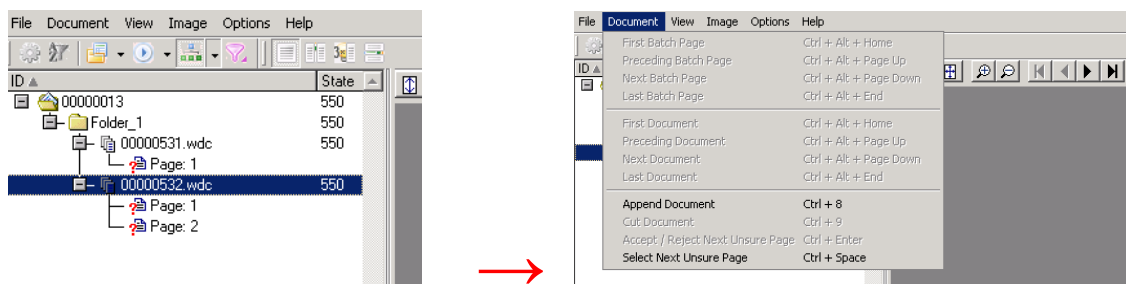 File Document View Image Options Help
ID State
00000013 550
Folder_1 550
00000531.wdc 550
Page: 1
00000532.wdc 550
Page: 1
Page: 2
File Document View Image Options Help
ID
First Batch Page Ctrl + Alt + Home
Preceding Batch Page Ctrl + Alt + Page Up
Next Batch Page Ctrl + Alt + Page Down
Last Batch Page Ctrl + Alt + End
First Document Ctrl + Alt + Home
Preceding Document Ctrl + Alt + Page Up
Next Document Ctrl + Alt + Page Down
Last Document Ctrl + Alt + End
Append Document Ctrl + 8
Cut Document Ctrl + 9
Accept / Reject Next Unsure Page Ctrl + Enter
Select Next Unsure Page Ctrl + Space